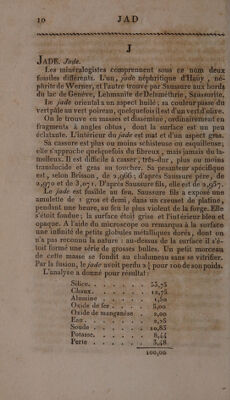 10 JAD
J
JADE. Jade.
Les minéralogistes comprennent sous ce nom deux
fossiles différents. L'un, jade néphritique d'Haüy, né-
phrite de Werner, et l'autre trouvé par Saussure aux bords
du lac de Genève, Lehmanite de Delaméthrie, Saussurite.
Le jade oriental a un aspect huilé; sa couleur passe du
vert pâle au vert poireau, quelquefois il est d'un vert d'azur.
On le trouve en masses et disséminé, ordinairement en
fragments à angles obtus, dont la surface est un peu
éclatante. L'intérieur du jade est mat et d'un aspect gras.
Sa cassure est plus ou moins schisteuse ou esquilleuse;
elle s'approche quelquefois du fibreux, mais jamais du la-
melleux. Il est difficile à casser, très-dur, plus ou moins
translucide et gras au toucher. Sa pesanteur spécifique
est, selon Brisson, de 2,966; d'après Saussure père, de
2,970 et de 3,071. D'après Saussure fils, elle est de 2,957.
Le jade est fusible au feu. Saussure fils a exposé une
amulette de 1 gros et demi, dans un creuset de platine,
pendant une heure, au feu le plus violent de la forge. Elle
s'étoit fondue; la surface étoit grise et l'intérieur bleu et
opaque. A l'aide du microscope on remarqua à la surface
une infinité de petits globules métalliques dorés, dont on
n'a pas reconnu la nature: au-dessus de la surface il s'é-
toit formé une série de grosses bulles. Un petit morceau
de cette masse se fondit au chalumeau sans se vitrifier.
Par la fusion, le jade avoit perdu pour 100 de son poids.
L'analyse a donné pour résultat:
Silice. . . . . . . 53,75
Chaux. . . . . . . 12,75
Alumine . . . . . 1,50
Oxide de fer . . . . 5,00
Oxide de manganèse . . 2,00
Eau. . . . . . . 2,25
Soude . . . . . . 10,83
Potasse. . . . . . 8,44
Perte . . . . . . 3,48
100,00